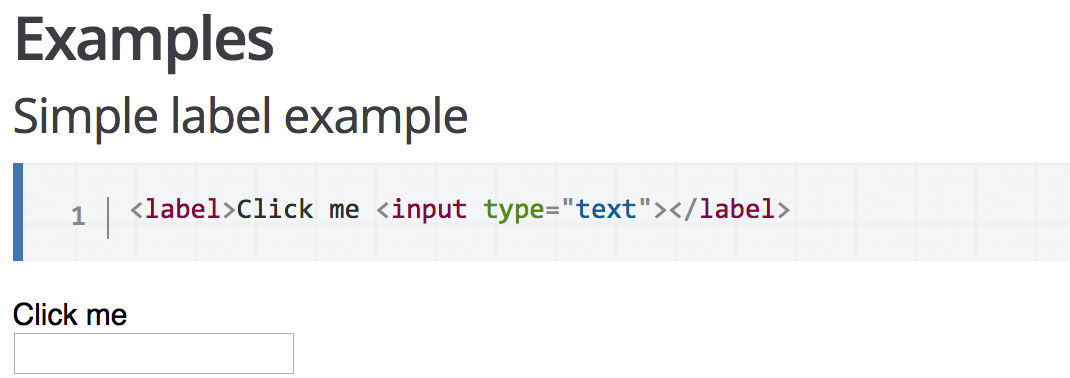 Examples
Simple label example
1 <label>Click me <input type="text"></label>
Click me